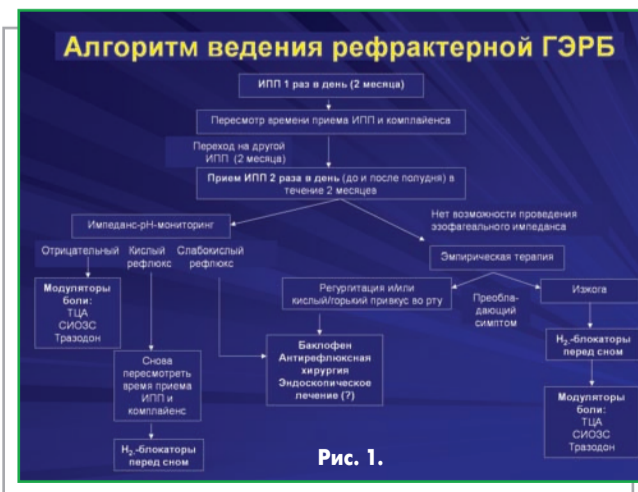 Алгоритм ведения рефрактерной ГЭРБ
ИПП 1 раз в день (2 месяца)
Пересмотр времени приема ИПП и комплайенса
Переход на другой
ИПП (2 месяца)
Прием ИПП 2 раза в день (до и после полудня) в
течение 2 месяцев
Импеданс-рН-мониторинг
Отрицательный
Кислый
рефлюкс
Слабокислый
рефлюкс
Модуляторы
боли:
ТЦА
СИОЗС
Тразодон
Снова
пересмотреть
время приема
ИПП и
комплайенс
H₂-блокаторы
перед сном
Нет возможности проведения
эзофагеального импеданса
Эмпирическая терапия
Регургитация и/или
кислый/горький привкус во рту
Преобла-
дающий
симптом
Изжога
Баклофен
Антирефлюксная
хирургия
Эндоскопическое
лечение (?)
H₂-блокаторы
перед сном
Модуляторы
боли:
ТЦА
СИОЗС
Тразодон
Рис. 1.